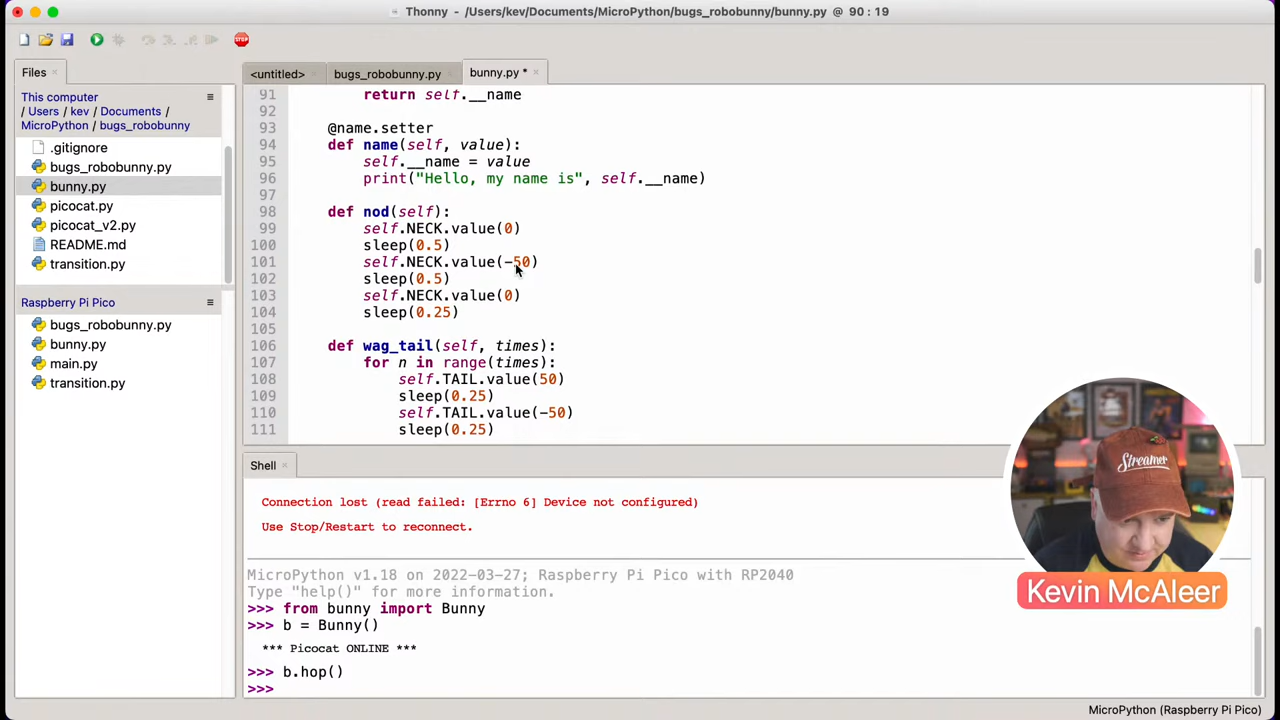 Thonny - /Users/kev/Documents/MicroPython/bugs_robobunny/bunny.py @ 90 : 19
Files
This computer
/ Users / kev / Documents /
MicroPython / bugs_robobunny
.gitignore
bugs_robobunny.py
bunny.py
picocat.py
picocat_v2.py
README.md
transition.py
Raspberry Pi Pico
bugs_robobunny.py
bunny.py
main.py
transition.py
STOP
<untitled>
bugs_robobunny.py
bunny.py *
91 return self.__name
92
93 @name.setter
94 def name(self, value):
95 self.__name = value
96 print("Hello, my name is", self.__name)
97
98 def nod(self):
99 self.NECK.value(0)
100 sleep(0.5)
101 self.NECK.value(-50)
102 sleep(0.5)
103 self.NECK.value(0)
104 sleep(0.25)
105
106 def wag_tail(self, times):
107 for n in range(times):
108 self.TAIL.value(50)
109 sleep(0.25)
110 self.TAIL.value(-50)
111 sleep(0.25)
Shell
Connection lost (read failed: [Errno 6] Device not configured)
Use Stop/Restart to reconnect.
MicroPython v1.18 on 2022-03-27; Raspberry Pi Pico with RP2040
Type "help()" for more information.
>>> from bunny import Bunny
>>> b = Bunny()
*** Picocat ONLINE ***
>>> b.hop()
>>>
Streamer
Kevin McAleer
MicroPython (Raspberry Pi Pico)